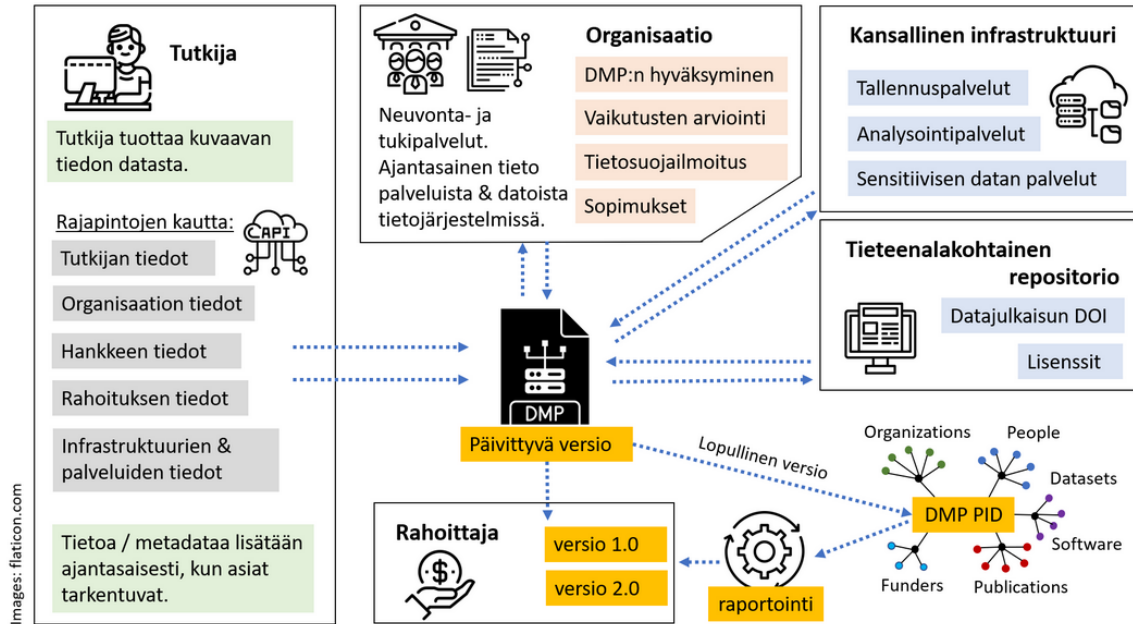 Tutkija
Tutkija tuottaa kuvaavan
tiedon datasta.
Rajapintojen kautta:
API
Tutkijan tiedot
Organisaation tiedot
Hankkeen tiedot
Rahoituksen tiedot
Infrastruktuurien &
palveluiden tiedot
Tietoa / metadataa lisätään
ajantasaisesti, kun asiat
tarkentuvat.
Images: flaticon.com
Organisaatio
Neuvonta- ja
tukipalvelut.
Ajantasainen tieto
palveluista & datoista
tietojärjestelmissä.
DMP:n hyväksyminen
Vaikutusten arviointi
Tietosuojailmoitus
Sopimukset
Kansallinen infrastruktuuri
Tallennuspalvelut
Analysointipalvelut
Sensitiivisen datan palvelut
Tieteenalakohtainen
repositorio
Datajulkaisun DOI
Lisenssit
DMP
Päivittyvä versio
Lopullinen versio
Organizations
People
Datasets
DMP PID
Software
Funders
Publications
Rahoittaja
versio 1.0
versio 2.0
raportointi